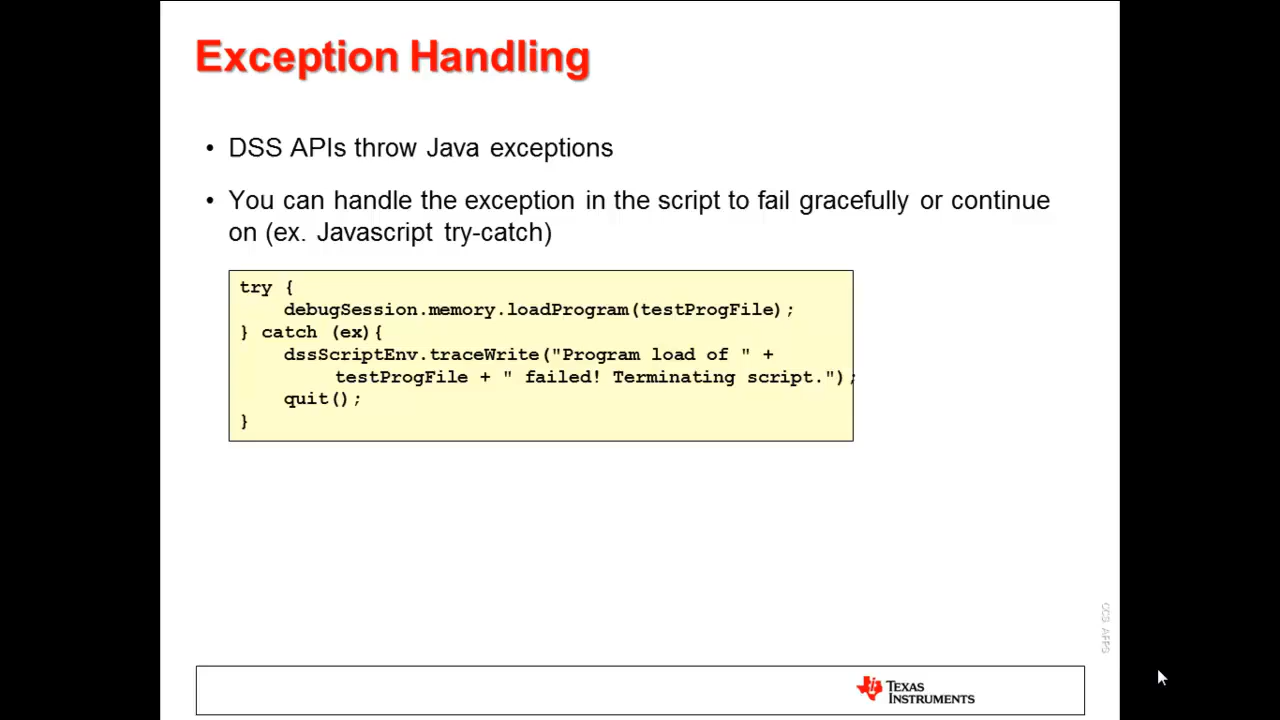 Exception Handling
• DSS APIs throw Java exceptions
• You can handle the exception in the script to fail gracefully or continue
on (ex. Javascript try-catch)
try {
debugSession.memory.loadProgram(testProgFile);
} catch (ex){
dssScriptEnv.traceWrite("Program load of " +
testProgFile + " failed! Terminating script.");
quit();
}
CCS APPS
TEXAS
INSTRUMENTS